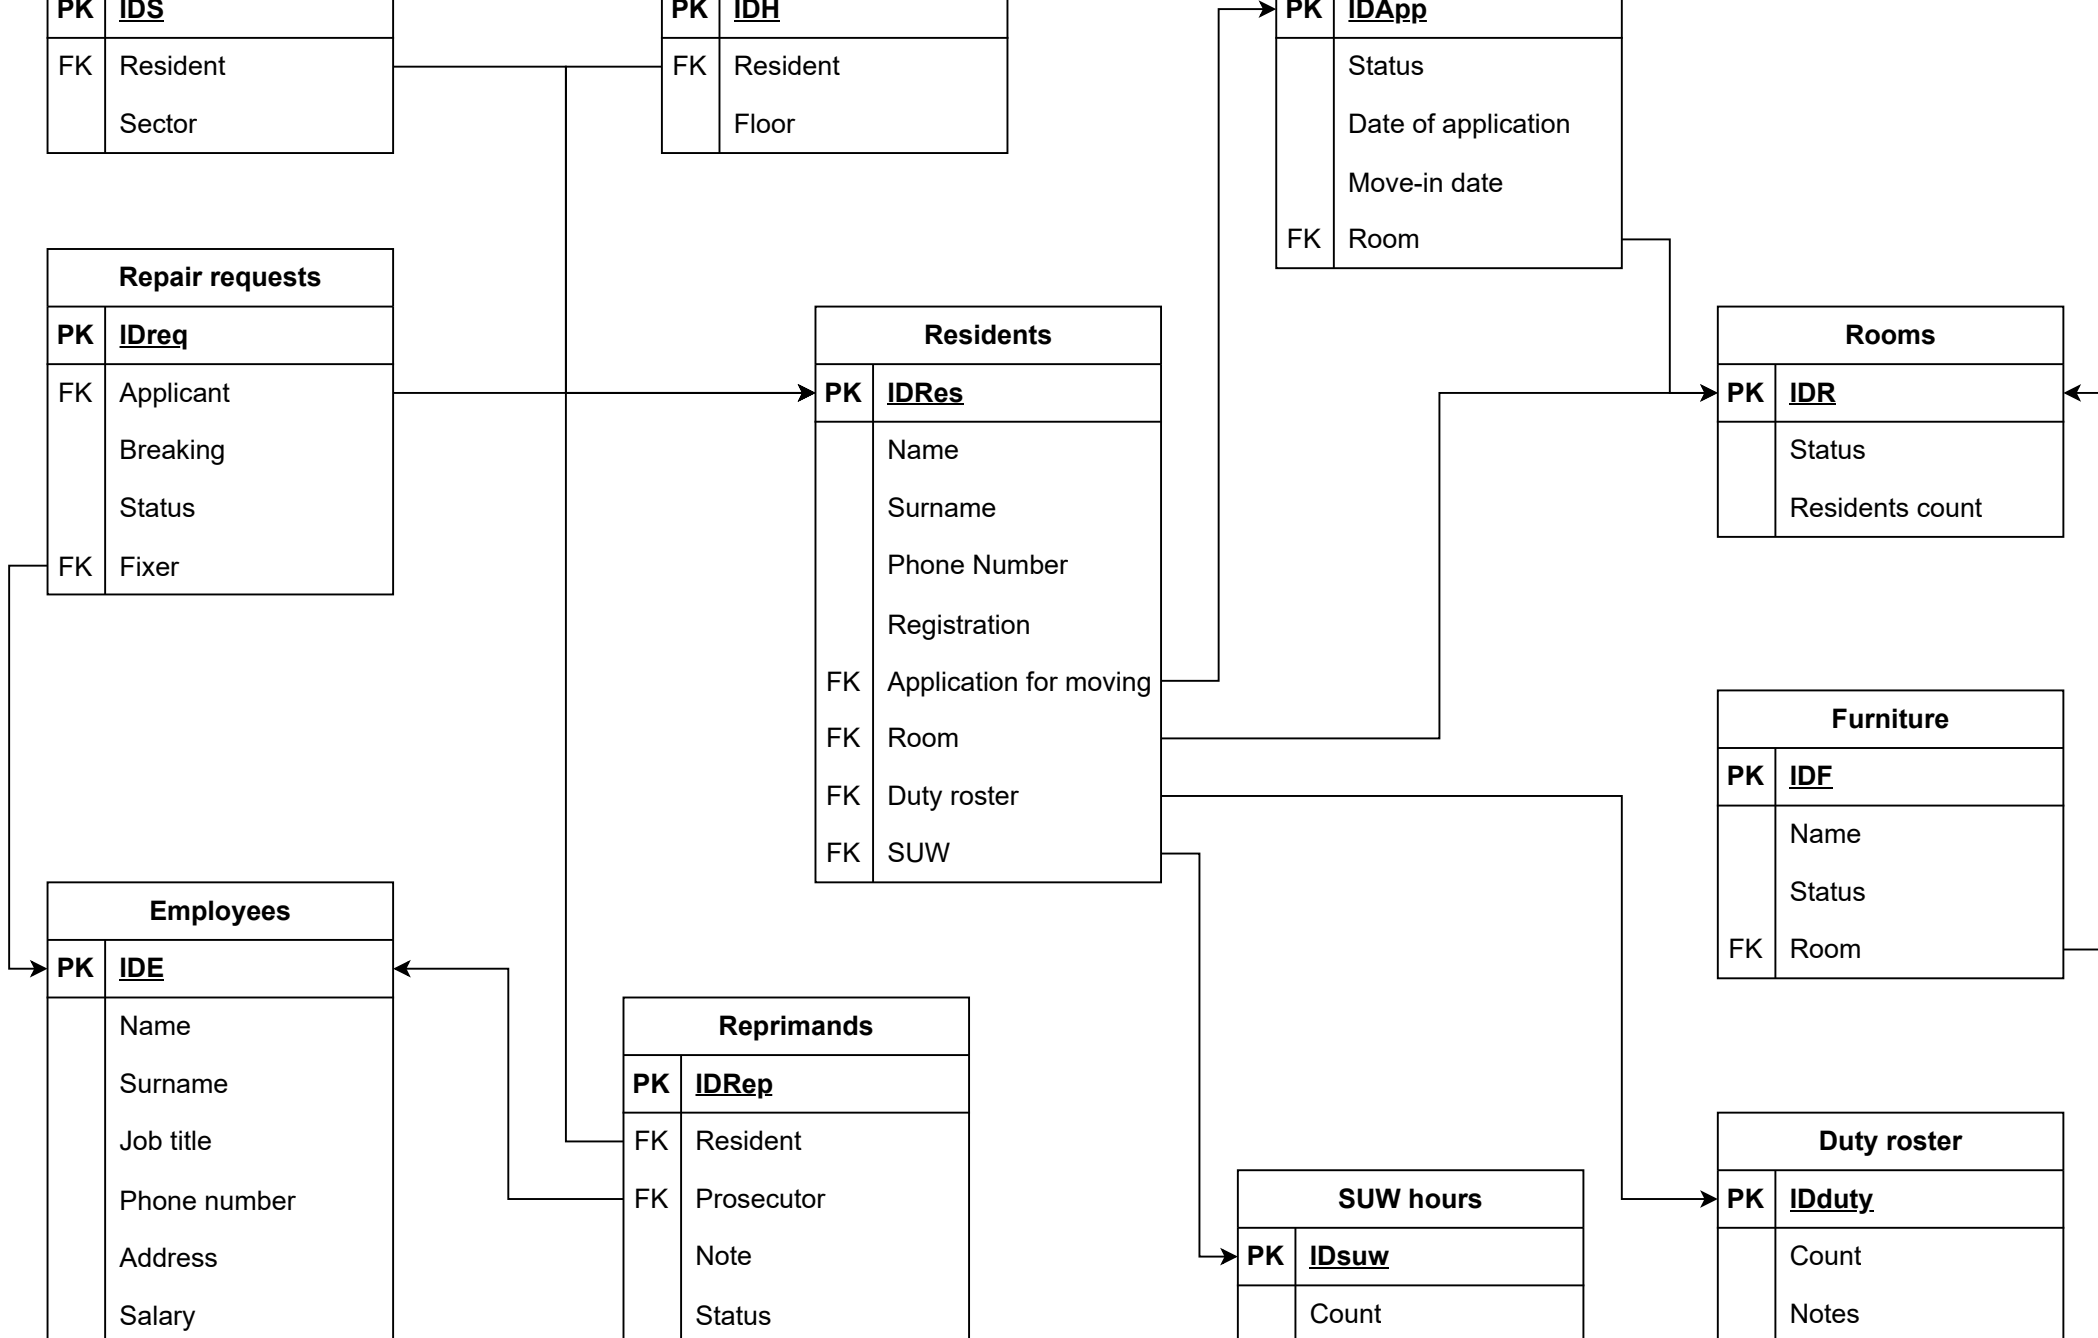 PK IDS
FK Resident
Sector
PK IDH
FK Resident
Floor
PK IDApp
Status
Date of application
Move-in date
FK Room
Repair requests
PK IDreq
FK Applicant
Breaking
Status
FK Fixer
Residents
PK IDRes
Name
Surname
Phone Number
Registration
FK Application for moving
FK Room
FK Duty roster
FK SUW
Rooms
PK IDR
Status
Residents count
Furniture
PK IDF
Name
Status
FK Room
Employees
PK IDE
Name
Surname
Job title
Phone number
Address
Salary
Reprimands
PK IDRep
FK Resident
FK Prosecutor
Note
Status
SUW hours
PK IDsuw
Count
Duty roster
PK IDduty
Count
Notes